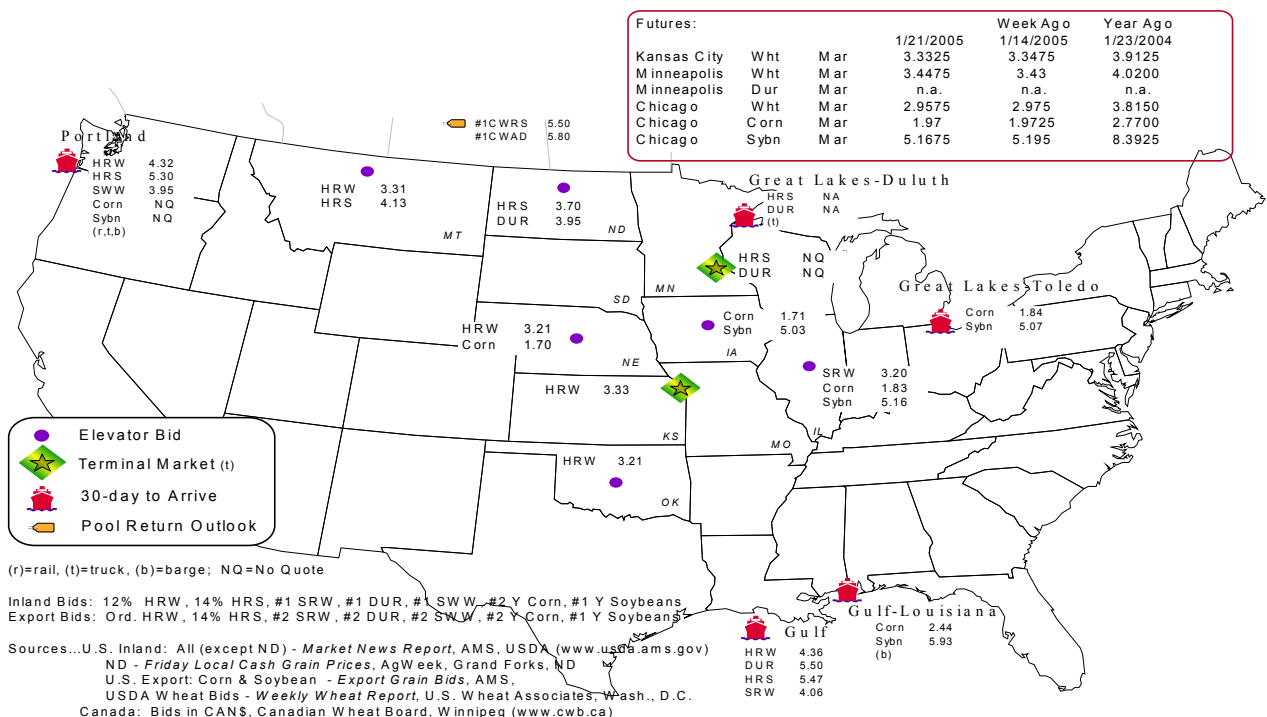 Futures: Week Ago Year Ago
1/21/2005 1/14/2005 1/23/2004
Kansas City Wht Mar 3.3325 3.3475 3.9125
Minneapolis Wht Mar 3.4475 3.43 4.0200
Minneapolis Dur Mar n.a. n.a. n.a.
Chicago Wht Mar 2.9575 2.975 3.8150
Chicago Corn Mar 1.97 1.9725 2.7700
Chicago Sybn Mar 5.1675 5.195 8.3925
#1CWRS 5.50
#1CWAD 5.80
Portland
HRW 4.32
HRS 5.30
SWW 3.95
Corn NQ
Sybn NQ
(r,t,b)
HRW 3.31
HRS 4.13
MT
HRS 3.70
DUR 3.95
ND
Great Lakes-Duluth
HRS NA
DUR NA
(t)
HRS NQ
DUR NQ
MN
SD
Great Lakes-Toledo
Corn 1.84
Sybn 5.07
HRW 3.21
Corn 1.70
NE
Corn 1.71
Sybn 5.03
IA
SRW 3.20
Corn 1.83
Sybn 5.16
IL
HRW 3.33
KS
MO
HRW 3.21
OK
Elevator Bid
Terminal Market (t)
30-day to Arrive
Pool Return Outlook
(r)=rail, (t)=truck, (b)=barge; NQ=No Quote
Inland Bids: 12% HRW, 14% HRS, #1 SRW, #1 DUR, #1 SWW, #2 Y Corn, #1 Y Soybeans
Export Bids: Ord. HRW, 14% HRS, #2 SRW, #2 DUR, #2 SWW, #2 Y Corn, #1 Y Soybeans
Gulf-Louisiana
Corn 2.44
Sybn 5.93
(b)
Gulf
HRW 4.36
DUR 5.50
HRS 5.47
SRW 4.06
Sources...U.S. Inland: All (except ND) - Market News Report, AMS, USDA (www.usda.ams.gov)
ND - Friday Local Cash Grain Prices, AgWeek, Grand Forks, ND
U.S. Export: Corn & Soybean - Export Grain Bids, AMS,
USDA Wheat Bids - Weekly Wheat Report, U.S. Wheat Associates, Wash., D.C.
Canada: Bids in CAN$, Canadian Wheat Board, Winnipeg (www.cwb.ca)